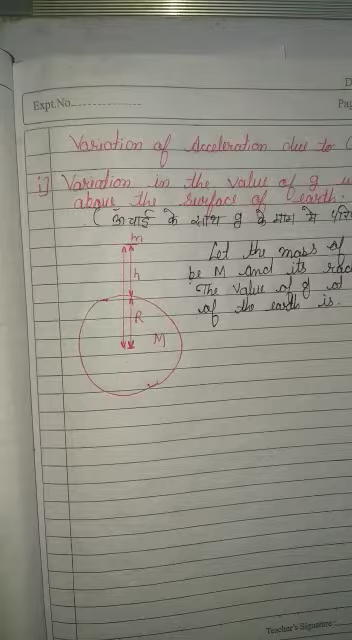 D
Expt.No.
Pag
Variation of Acceleration due to (
i) Variation in the value of g w
above the surface of earth.
( ऊँचाई के साथ g के मान में परि
m
h
R
M
Let the mass of
be M and its rad
The value of g at
of the earth is.
Teacher's Signature